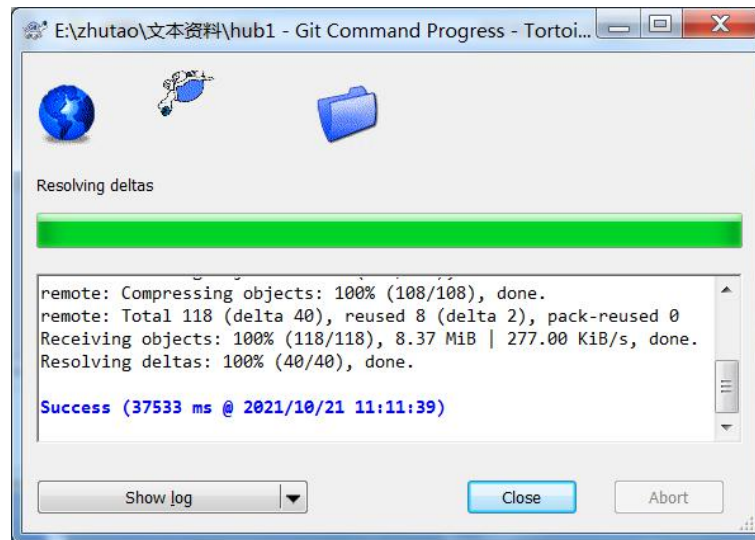 E:\zhutao\文本资料\hub1 - Git Command Progress - Tortoi...
Resolving deltas
remote: Compressing objects: 100% (108/108), done.
remote: Total 118 (delta 40), reused 8 (delta 2), pack-reused 0
Receiving objects: 100% (118/118), 8.37 MiB | 277.00 KiB/s, done.
Resolving deltas: 100% (40/40), done.
Success (37533 ms @ 2021/10/21 11:11:39)
Show log
Close
Abort